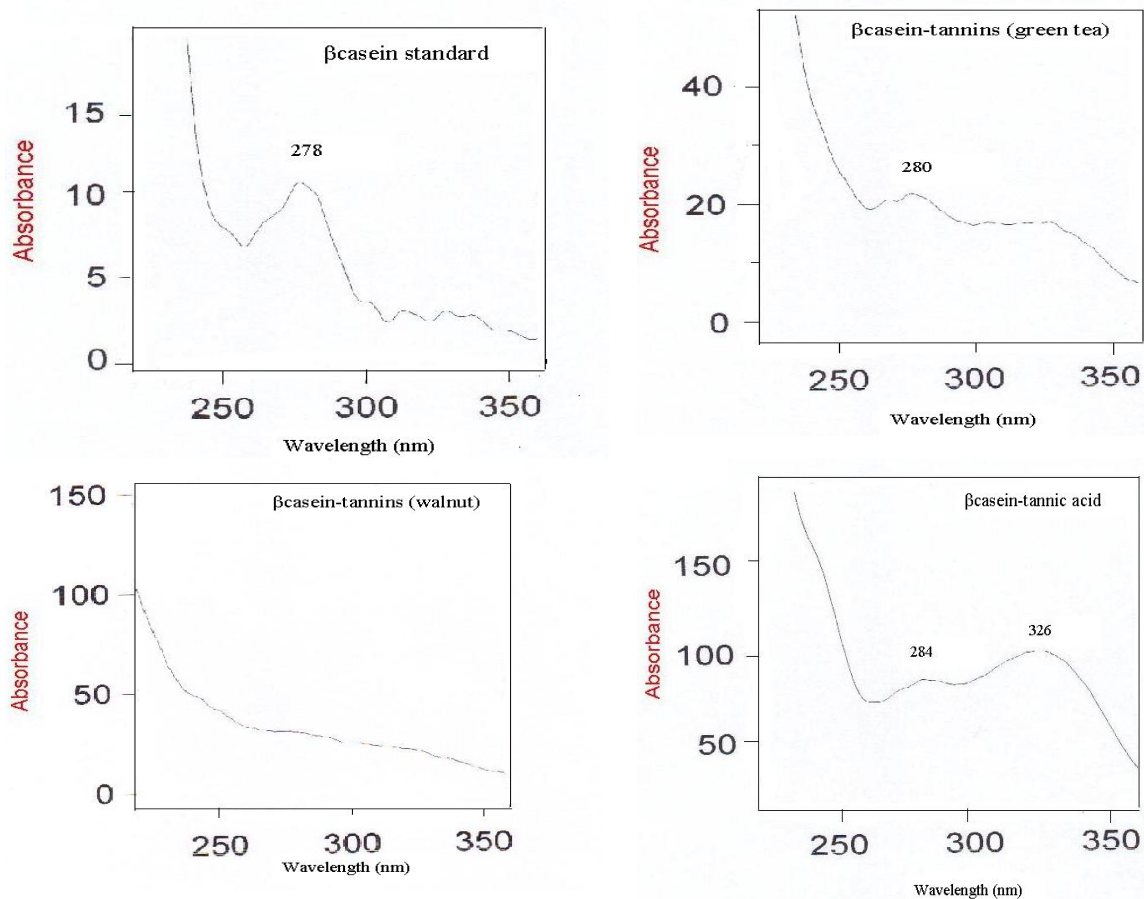 βcasein standard
15
10
5
0
278
Absorbance
250 300 350
Wavelength (nm)
βcasein-tannins (green tea)
40
20
0
280
Absorbance
250 300 350
Wavelength (nm)
βcasein-tannins (walnut)
150
100
50
0
Absorbance
250 300 350
Wavelength (nm)
βcasein-tannic acid
150
100
50
284
326
Absorbance
250 300 350
Wavelength (nm)